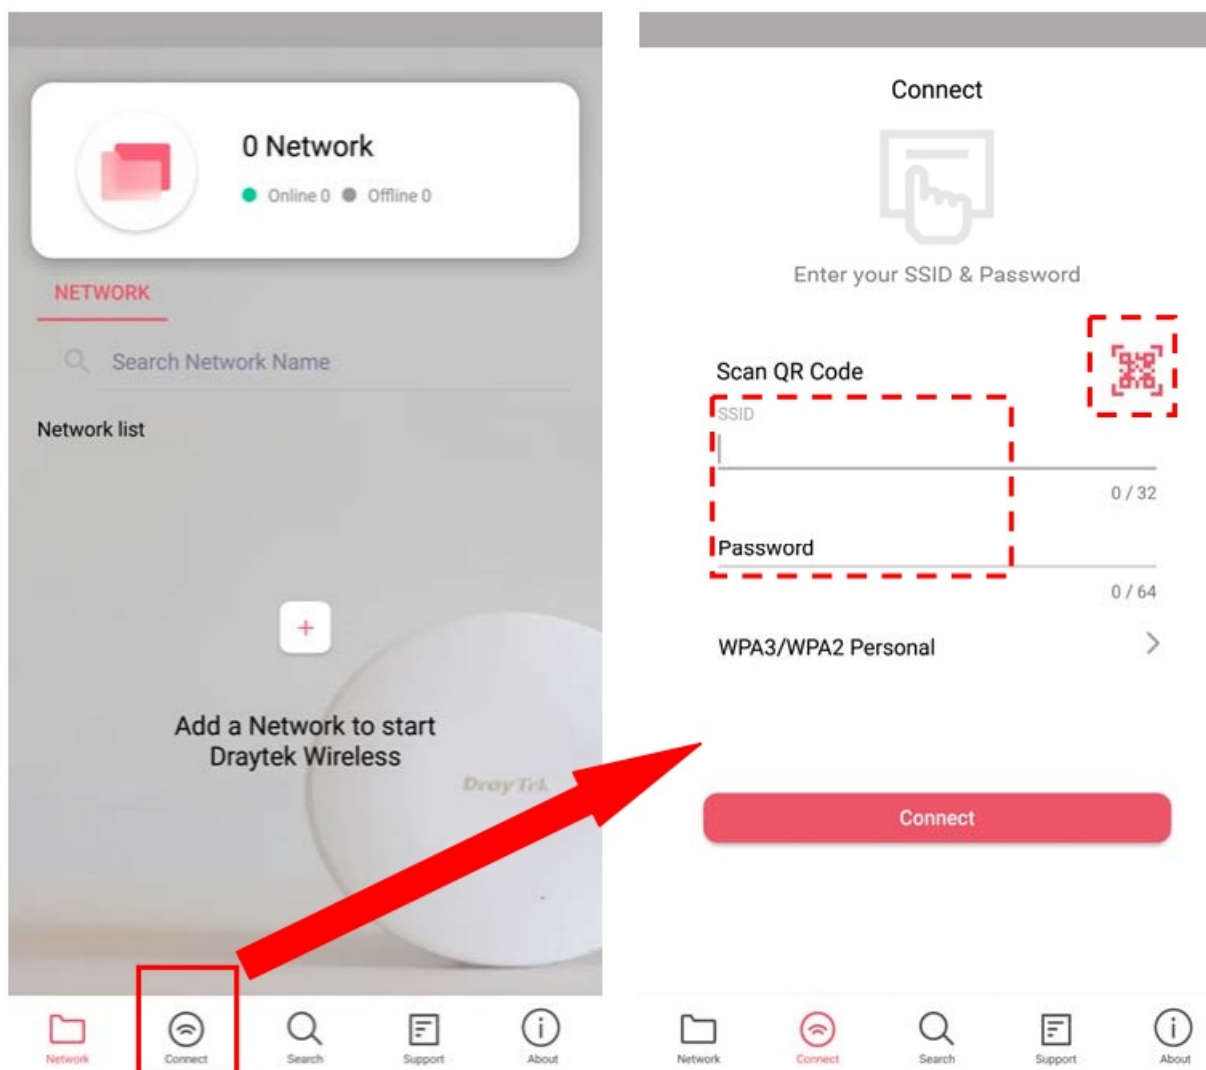 0 Network
Online 0 Offline 0
NETWORK
Search Network Name
Network list
+
Add a Network to start
Draytek Wireless
DrayTek
Network Connect Search Support About
Connect
Enter your SSID & Password
Scan QR Code
SSID
0 / 32
Password
0 / 64
WPA3/WPA2 Personal
Connect
Network Connect Search Support About